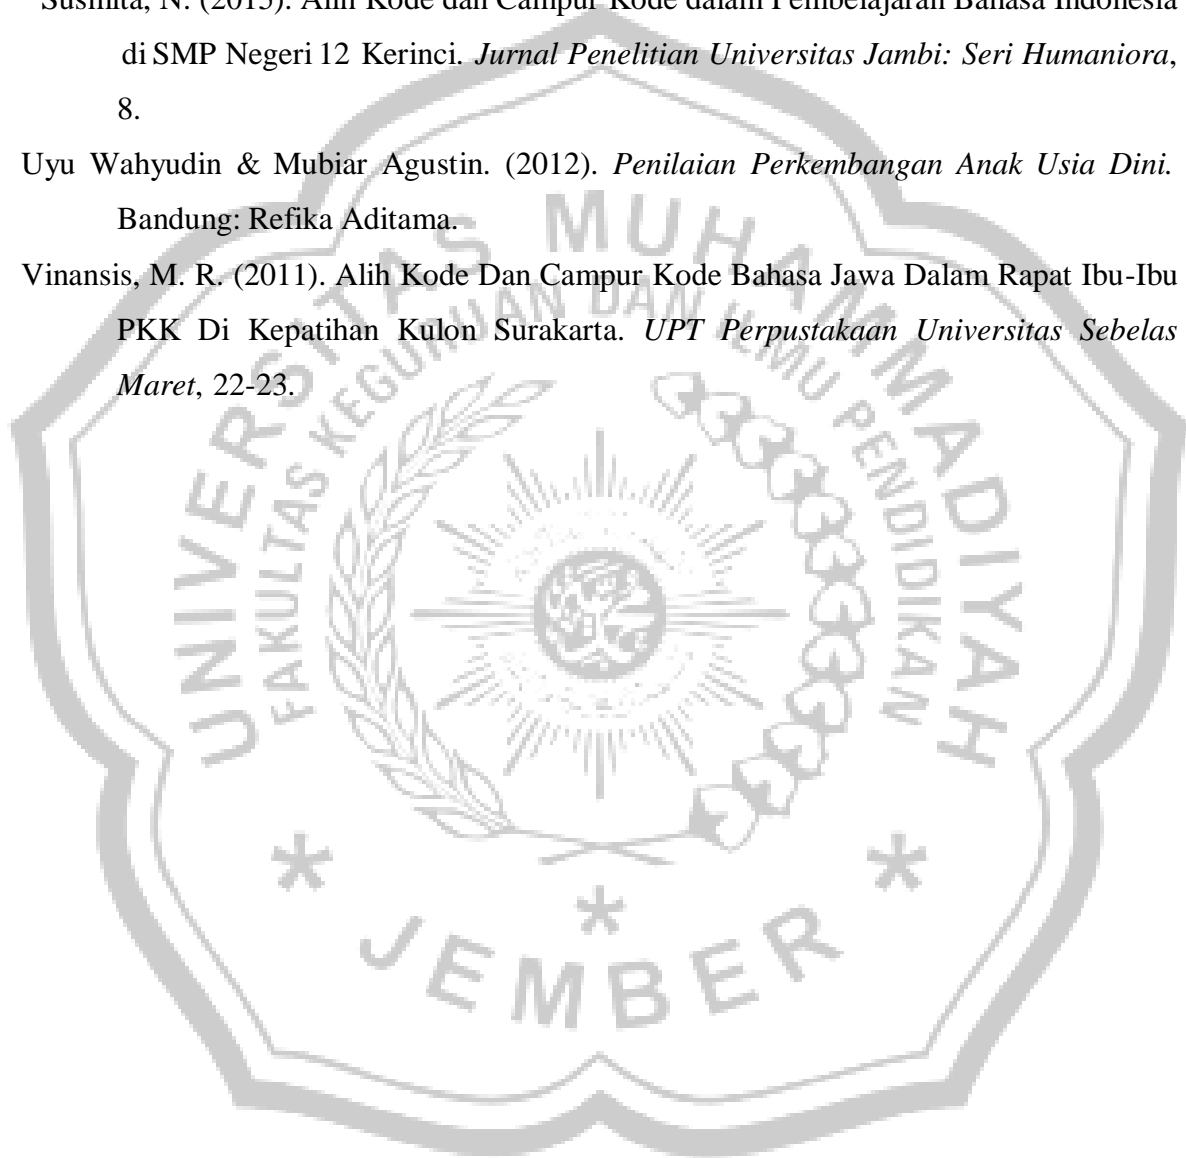 Susmita, N. (2015). Alih Kode dan Campur Kode dalam Pembelajaran Bahasa Indonesia
di SMP Negeri 12 Kerinci. Jurnal Penelitian Universitas Jambi: Seri Humaniora,
8.
Uyu Wahyudin & Mubiar Agustin. (2012). Penilaian Perkembangan Anak Usia Dini.
Bandung: Refika Aditama.
Vinansis, M. R. (2011). Alih Kode Dan Campur Kode Bahasa Jawa Dalam Rapat Ibu-Ibu
PKK Di Kepatihan Kulon Surakarta. UPT Perpustakaan Universitas Sebelas
Maret, 22-23.
UNIVERSITAS MUHAMMADIYAH
FAKULTAS KEGURUAN DAN ILMU PENDIDIKAN
JEMBER